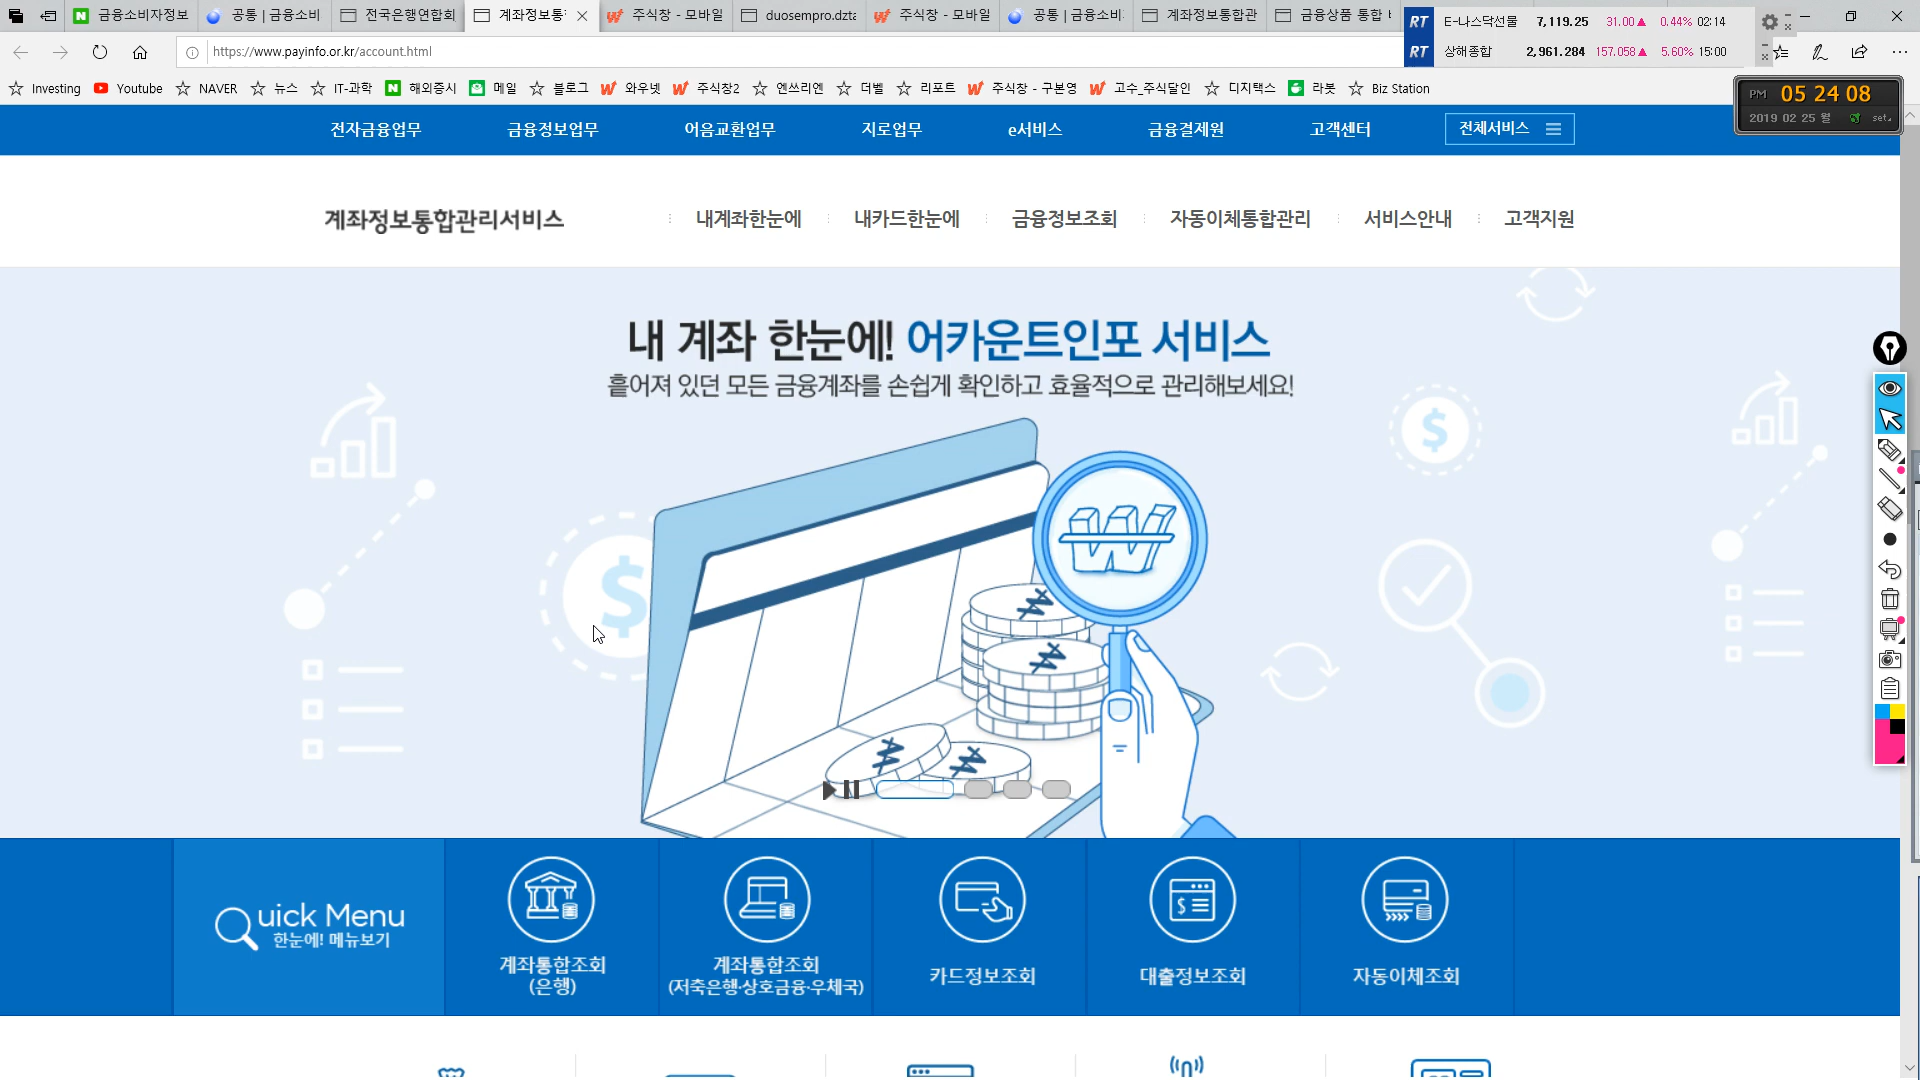 금융소비자정보
공통 | 금융소비
전국은행연합회
계좌정보통
주식창 - 모바일
duosempro.dzta
주식창 - 모바일
공통 | 금융소비
계좌정보통합관
금융상품 통합 비
RT E-나스닥선물 7,119.25 31.00▲ 0.44% 02:14
RT 상해종합 2,961.284 157.058▲ 5.60% 15:00
https://www.payinfo.or.kr/account.html
Investing Youtube NAVER 뉴스 IT-과학 해외증시 메일 블로그 와우넷 주식창2 엔쓰리엔 더벨 리포트 주식창 - 구본영 고수_주식달인 디지택스 라봇 Biz Station
PM 05 24 08
2019 02 25 월 set
전자금융업무 금융정보업무 어음교환업무 지로업무 e서비스 금융결제원 고객센터 전체서비스
계좌정보통합관리서비스 내계좌한눈에 내카드한눈에 금융정보조회 자동이체통합관리 서비스안내 고객지원
내 계좌 한눈에! 어카운트인포 서비스
흩어져 있던 모든 금융계좌를 손쉽게 확인하고 효율적으로 관리해보세요!
Quick Menu
한눈에! 메뉴보기
계좌통합조회
(은행)
계좌통합조회
(저축은행·상호금융·우체국)
카드정보조회
대출정보조회
자동이체조회